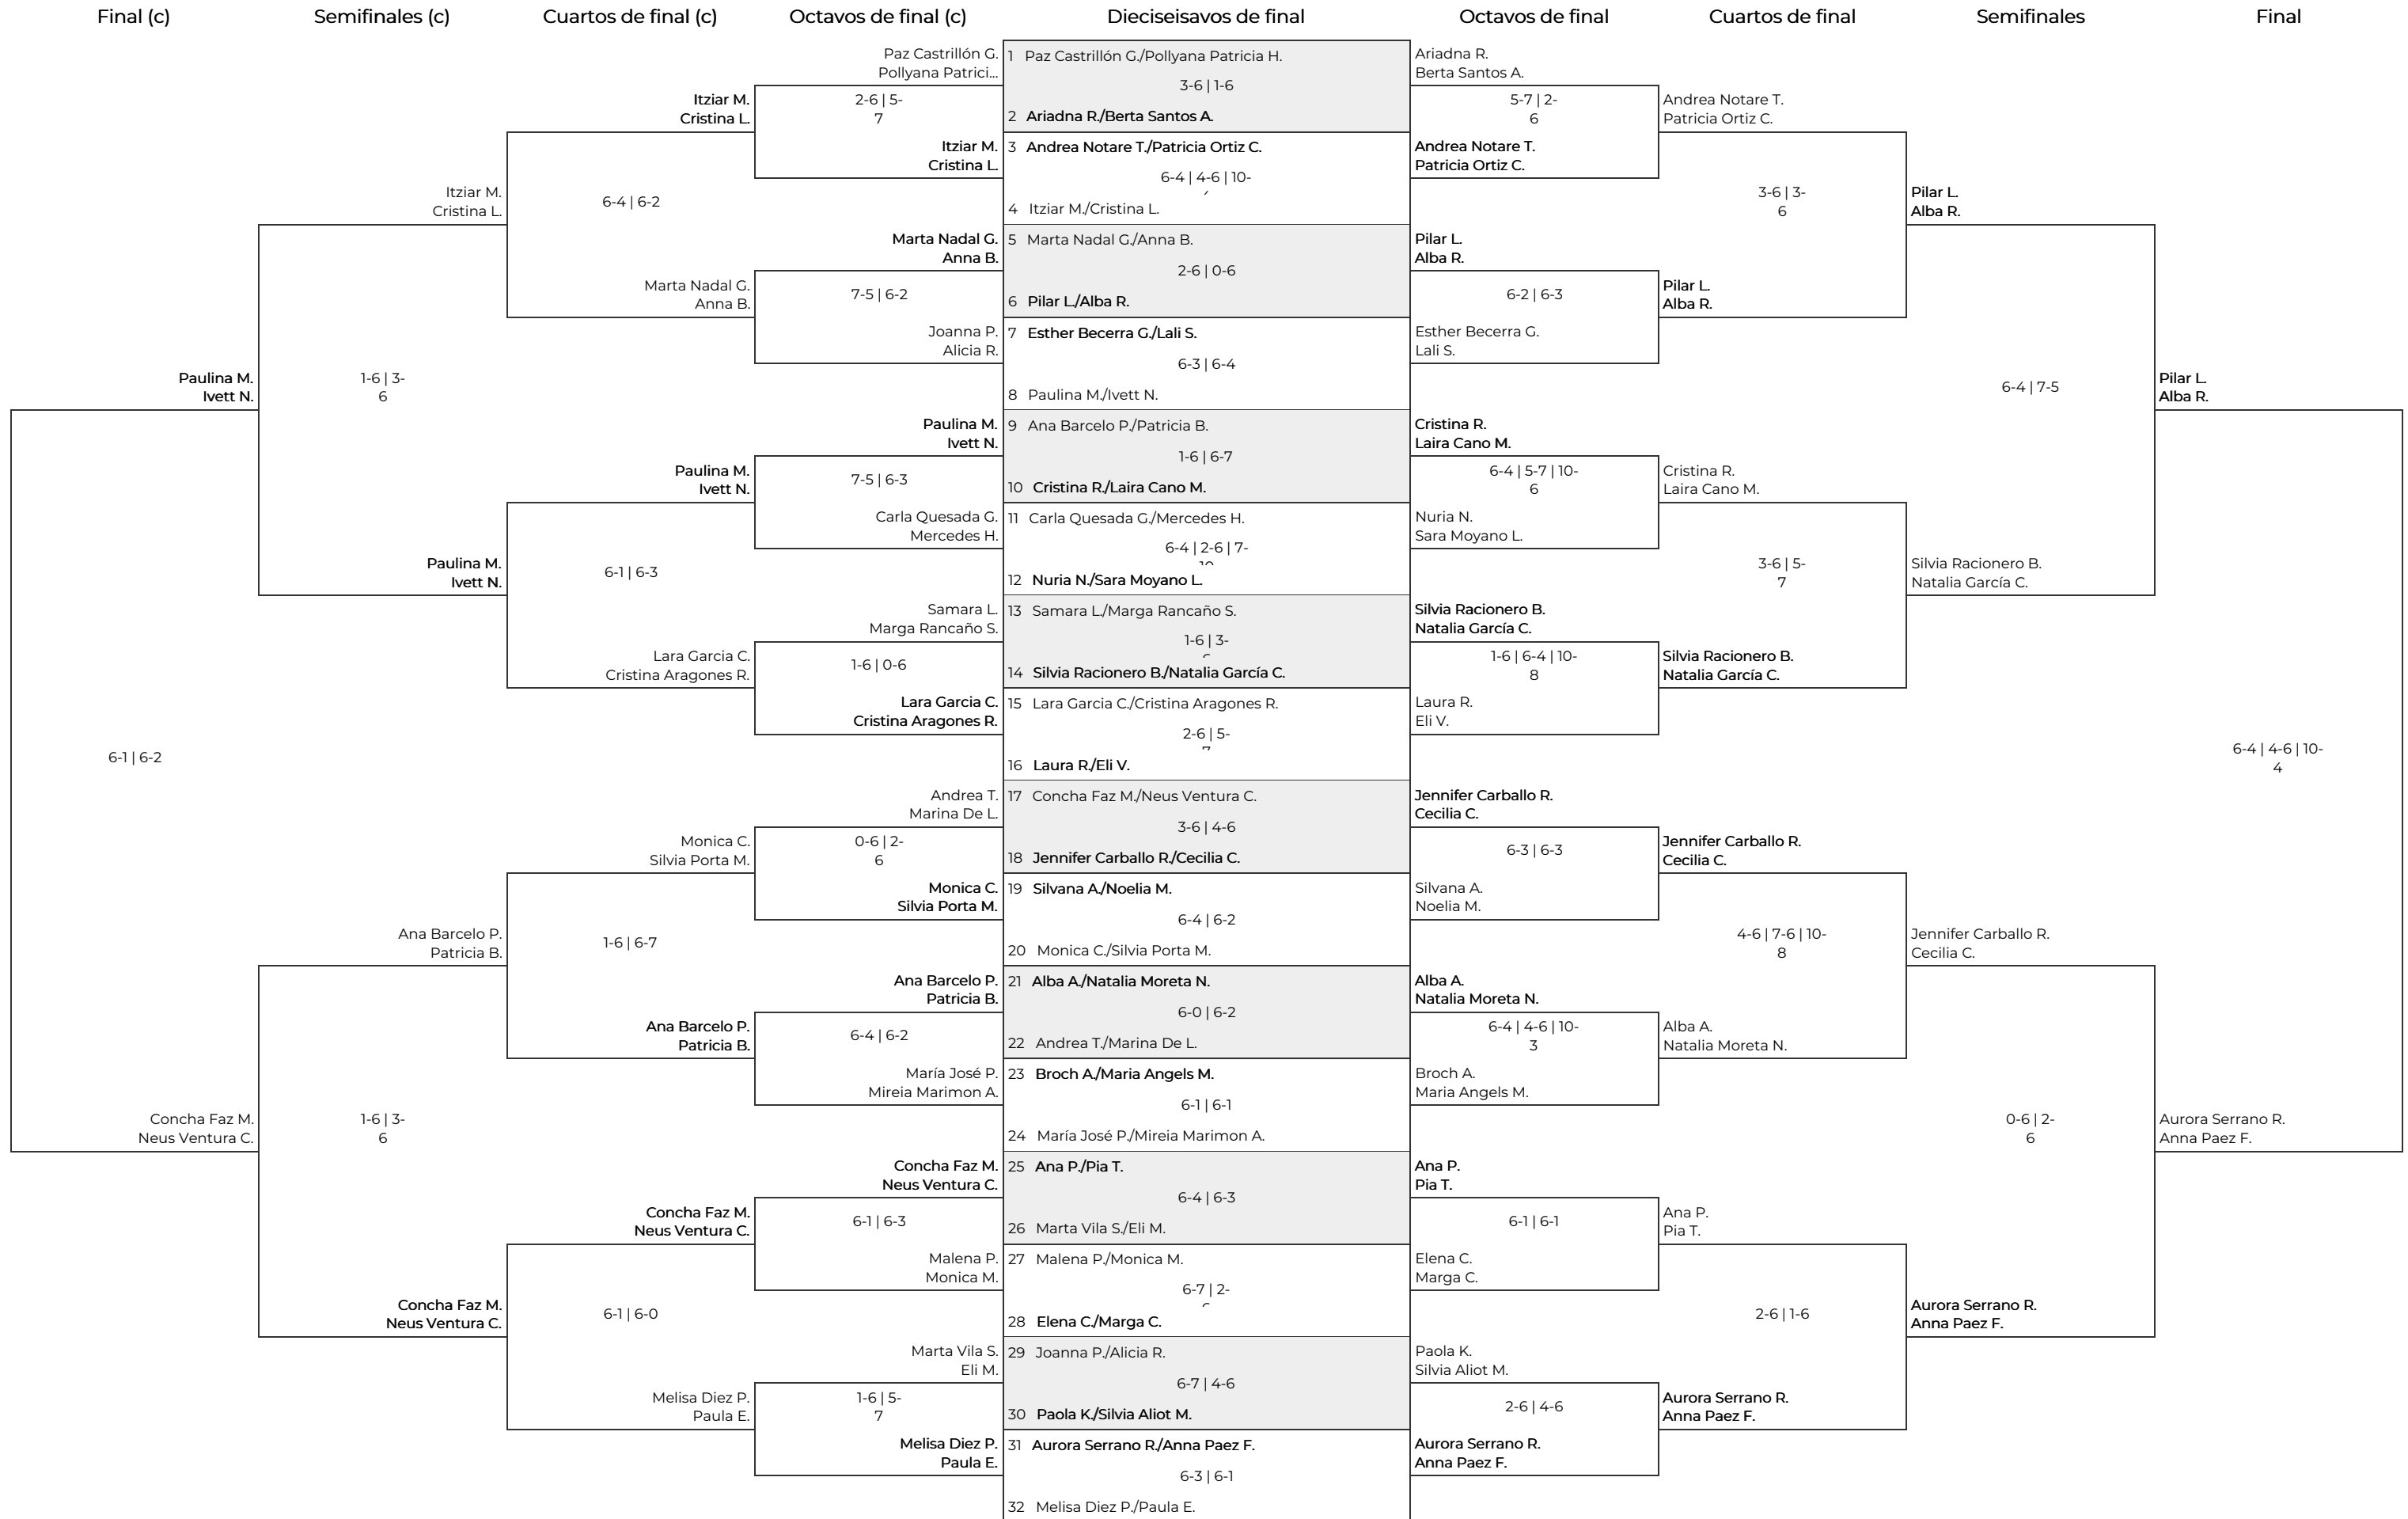 Final (c)
Semifinales (c)
Cuartos de final (c)
Octavos de final (c)
Dieciseisavos de final
Octavos de final
Cuartos de final
Semifinales
Final
Paulina M.
Ivett N.
6-1 | 6-2
Concha Faz M.
Neus Ventura C.
Itziar M.
Cristina L.
1-6 | 3-
6
Paulina M.
Ivett N.
Ana Barcelo P.
Patricia B.
1-6 | 3-
6
Concha Faz M.
Neus Ventura C.
Itziar M.
Cristina L.
6-4 | 6-2
Marta Nadal G.
Anna B.
Paulina M.
Ivett N.
6-1 | 6-3
Lara Garcia C.
Cristina Aragones R.
Monica C.
Silvia Porta M.
1-6 | 6-7
Ana Barcelo P.
Patricia B.
Concha Faz M.
Neus Ventura C.
6-1 | 6-0
Melisa Diez P.
Paula E.
Paz Castrillón G.
Pollyana Patrici...
2-6 | 5-
7
Itziar M.
Cristina L.
Marta Nadal G.
Anna B.
7-5 | 6-2
Joanna P.
Alicia R.
Paulina M.
Ivett N.
7-5 | 6-3
Carla Quesada G.
Mercedes H.
Samara L.
Marga Rancaño S.
1-6 | 0-6
Lara Garcia C.
Cristina Aragones R.
Andrea T.
Marina De L.
0-6 | 2-
6
Monica C.
Silvia Porta M.
Ana Barcelo P.
Patricia B.
6-4 | 6-2
María José P.
Mireia Marimon A.
Concha Faz M.
Neus Ventura C.
6-1 | 6-3
Malena P.
Monica M.
Marta Vila S.
Eli M.
1-6 | 5-
7
Melisa Diez P.
Paula E.
1 Paz Castrillón G./Pollyana Patricia H.
3-6 | 1-6
2 Ariadna R./Berta Santos A.
3 Andrea Notare T./Patricia Ortiz C.
6-4 | 4-6 | 10-
4 Itziar M./Cristina L.
5 Marta Nadal G./Anna B.
2-6 | 0-6
6 Pilar L./Alba R.
7 Esther Becerra G./Lali S.
6-3 | 6-4
8 Paulina M./Ivett N.
9 Ana Barcelo P./Patricia B.
1-6 | 6-7
10 Cristina R./Laira Cano M.
11 Carla Quesada G./Mercedes H.
6-4 | 2-6 | 7-
12 Nuria N./Sara Moyano L.
13 Samara L./Marga Rancaño S.
1-6 | 3-
14 Silvia Racionero B./Natalia García C.
15 Lara Garcia C./Cristina Aragones R.
2-6 | 5-
16 Laura R./Eli V.
17 Concha Faz M./Neus Ventura C.
3-6 | 4-6
18 Jennifer Carballo R./Cecilia C.
19 Silvana A./Noelia M.
6-4 | 6-2
20 Monica C./Silvia Porta M.
21 Alba A./Natalia Moreta N.
6-0 | 6-2
22 Andrea T./Marina De L.
23 Broch A./Maria Angels M.
6-1 | 6-1
24 María José P./Mireia Marimon A.
25 Ana P./Pia T.
6-4 | 6-3
26 Marta Vila S./Eli M.
27 Malena P./Monica M.
6-7 | 2-
28 Elena C./Marga C.
29 Joanna P./Alicia R.
6-7 | 4-6
30 Paola K./Silvia Aliot M.
31 Aurora Serrano R./Anna Paez F.
6-3 | 6-1
32 Melisa Diez P./Paula E.
Ariadna R.
Berta Santos A.
5-7 | 2-
6
Andrea Notare T.
Patricia Ortiz C.
Pilar L.
Alba R.
6-2 | 6-3
Esther Becerra G.
Lali S.
Cristina R.
Laira Cano M.
6-4 | 5-7 | 10-
6
Nuria N.
Sara Moyano L.
Silvia Racionero B.
Natalia García C.
1-6 | 6-4 | 10-
8
Laura R.
Eli V.
Jennifer Carballo R.
Cecilia C.
6-3 | 6-3
Silvana A.
Noelia M.
Alba A.
Natalia Moreta N.
6-4 | 4-6 | 10-
3
Broch A.
Maria Angels M.
Ana P.
Pia T.
6-1 | 6-1
Elena C.
Marga C.
Paola K.
Silvia Aliot M.
2-6 | 4-6
Aurora Serrano R.
Anna Paez F.
Andrea Notare T.
Patricia Ortiz C.
3-6 | 3-
6
Pilar L.
Alba R.
Cristina R.
Laira Cano M.
3-6 | 5-
7
Silvia Racionero B.
Natalia García C.
Jennifer Carballo R.
Cecilia C.
4-6 | 7-6 | 10-
8
Alba A.
Natalia Moreta N.
Ana P.
Pia T.
2-6 | 1-6
Aurora Serrano R.
Anna Paez F.
Pilar L.
Alba R.
6-4 | 7-5
Silvia Racionero B.
Natalia García C.
Jennifer Carballo R.
Cecilia C.
0-6 | 2-
6
Aurora Serrano R.
Anna Paez F.
Pilar L.
Alba R.
6-4 | 4-6 | 10-
4
Aurora Serrano R.
Anna Paez F.